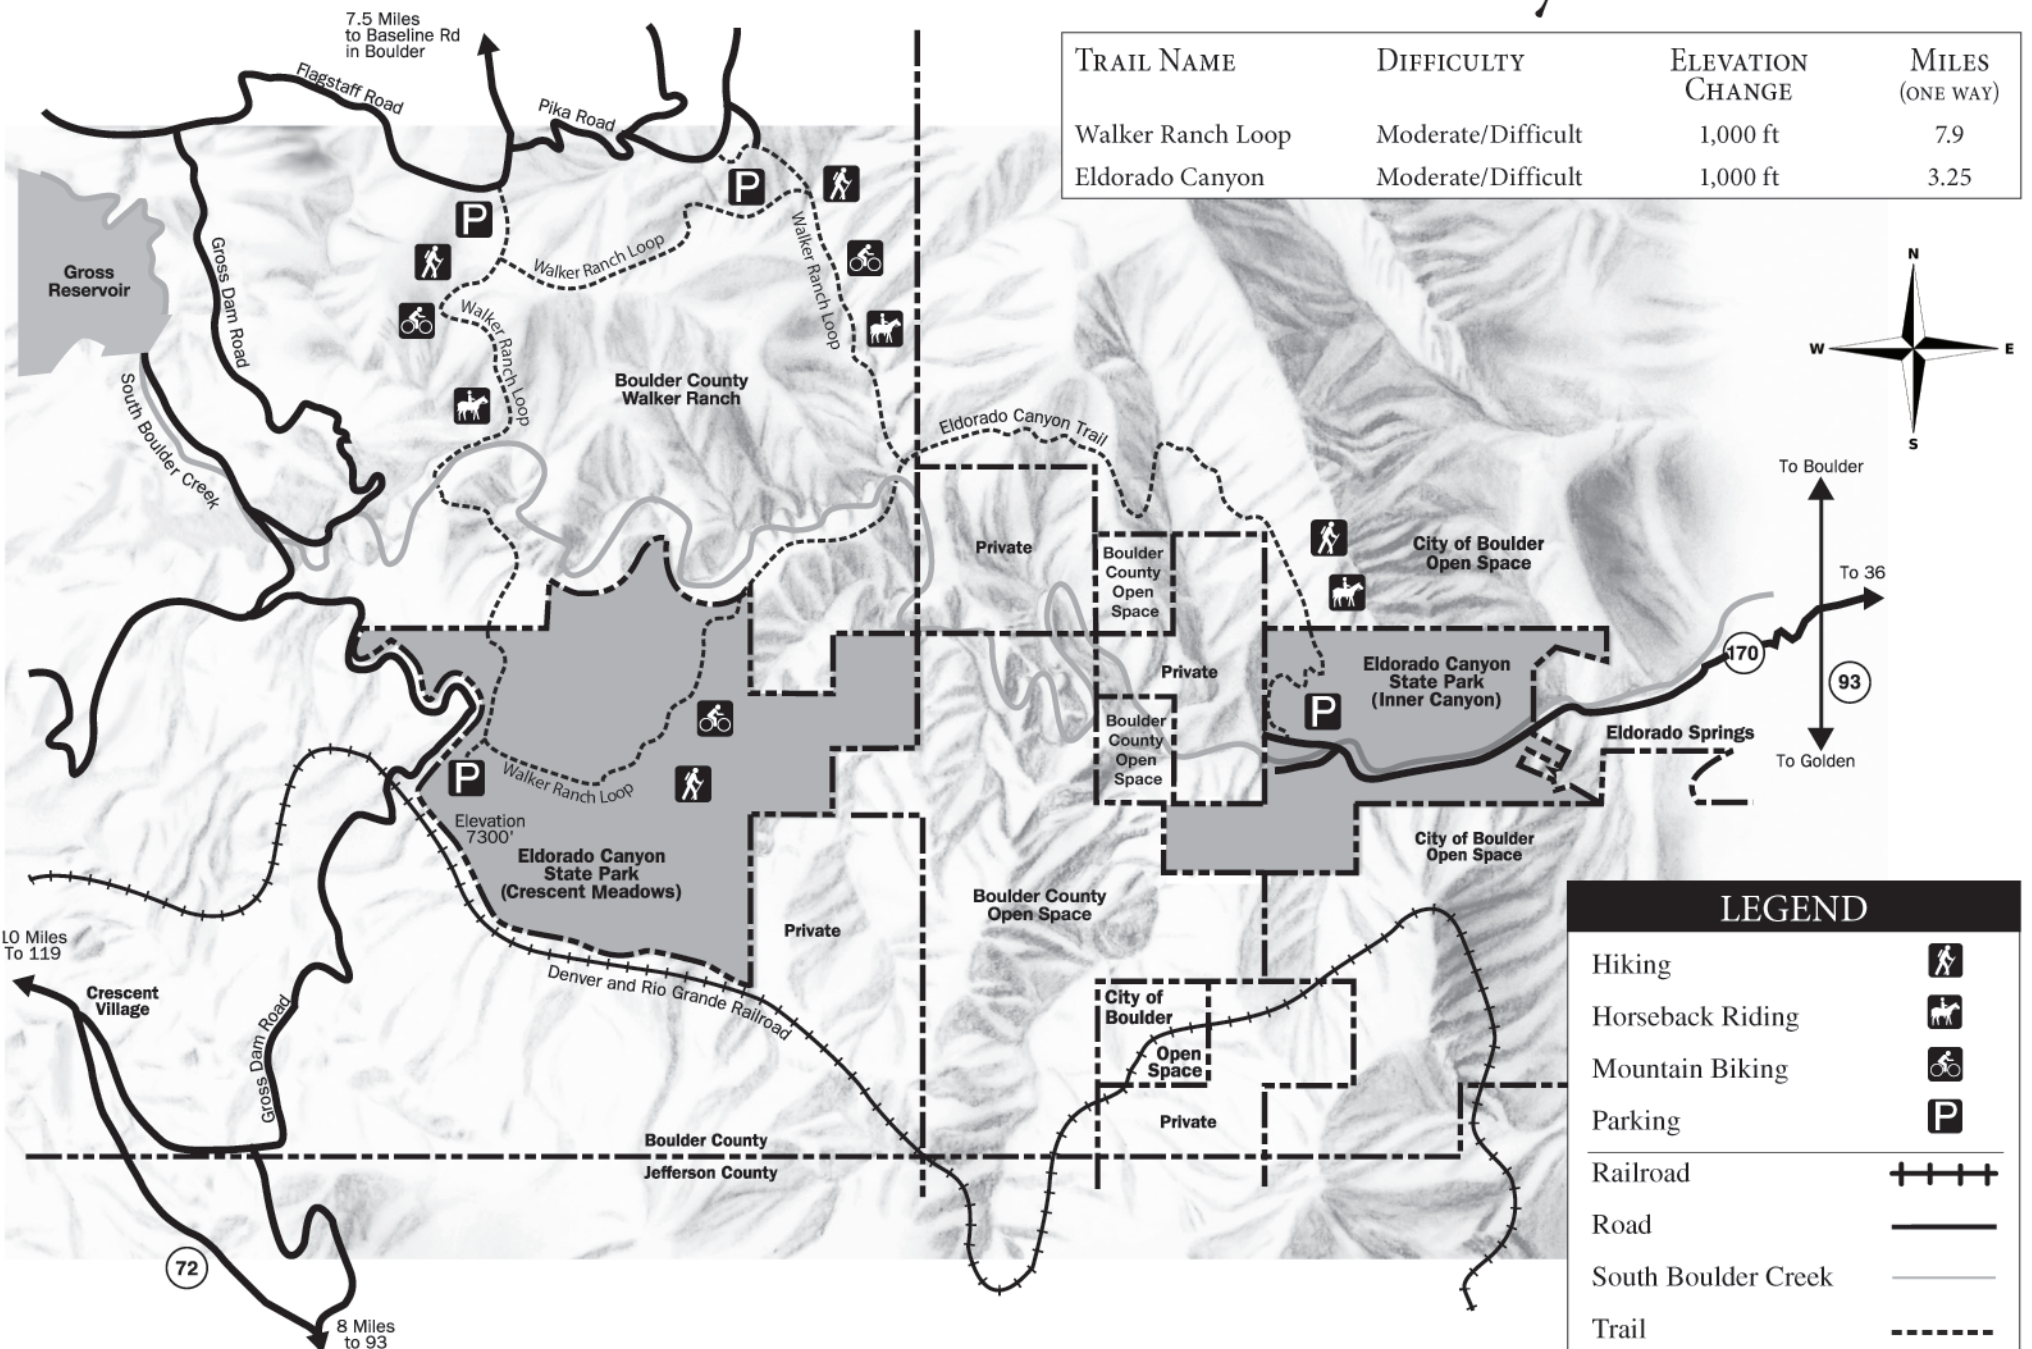 7.5 Miles
to Baseline Rd
in Boulder
Flagstaff Road
Pika Road
TRAIL NAME
DIFFICULTY
ELEVATION
CHANGE
MILES
(ONE WAY)
Walker Ranch Loop
Moderate/Difficult
1,000 ft
7.9
Eldorado Canyon
Moderate/Difficult
1,000 ft
3.25
P
P
Gross
Reservoir
Gross Dam Road
Walker Ranch Loop
Walker Ranch Loop
Walker Ranch Loop
N
W
E
S
Boulder County
Walker Ranch
South Boulder Creek
Eldorado Canyon Trail
To Boulder
Private
Boulder
County
Open
Space
City of Boulder
Open Space
To 36
Private
Eldorado Canyon
State Park
(Inner Canyon)
170
93
P
Boulder
County
Open
Space
Eldorado Springs
To Golden
P
Walker Ranch Loop
Elevation
7300'
Eldorado Canyon
State Park
(Crescent Meadows)
City of Boulder
Open Space
Boulder County
Open Space
Private
10 Miles
To 119
Denver and Rio Grande Railroad
Crescent
Village
Gross Dam Road
City of
Boulder
Open
Space
Private
Boulder County
Jefferson County
72
8 Miles
to 93
LEGEND
Hiking
Horseback Riding
Mountain Biking
Parking
P
Railroad
Road
South Boulder Creek
Trail